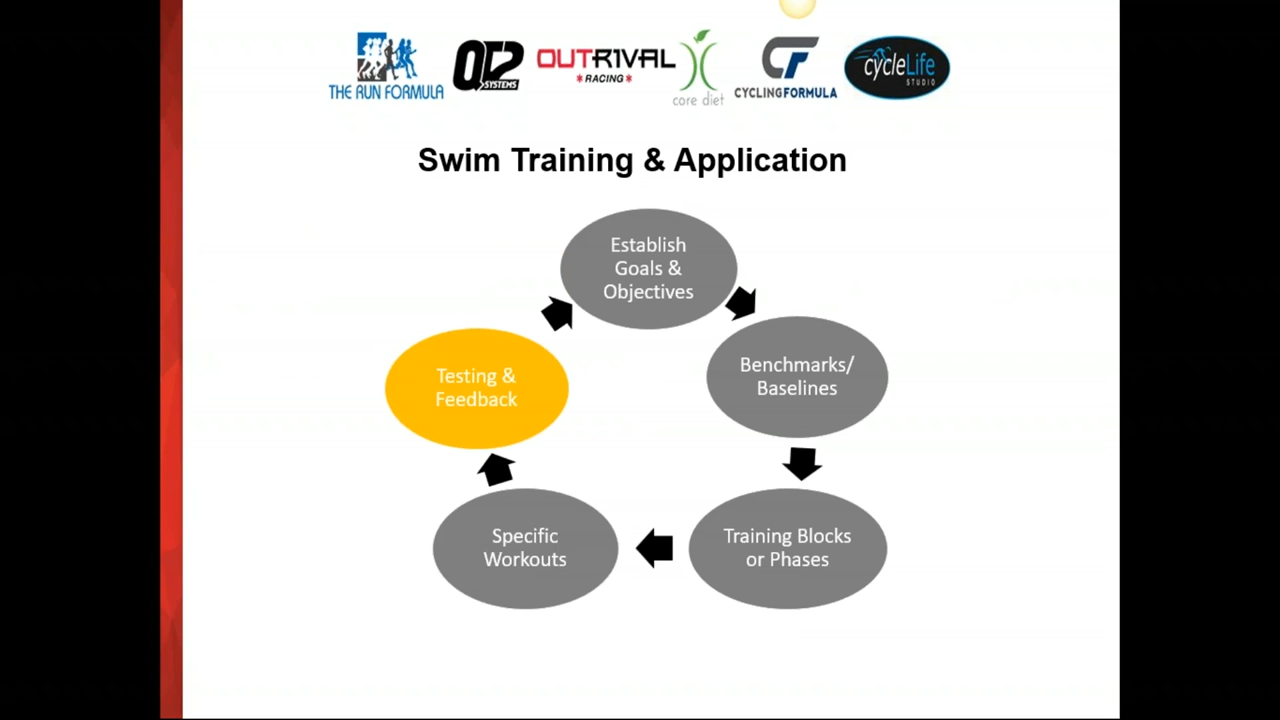 THE RUN FORMULA
QT2
SYSTEMS
OUTRIVAL
RACING
core diet
CF
CYCLINGFORMULA
cycleLife
STUDIO
Swim Training & Application
Establish
Goals &
Objectives
Benchmarks/
Baselines
Training Blocks
or Phases
Specific
Workouts
Testing &
Feedback